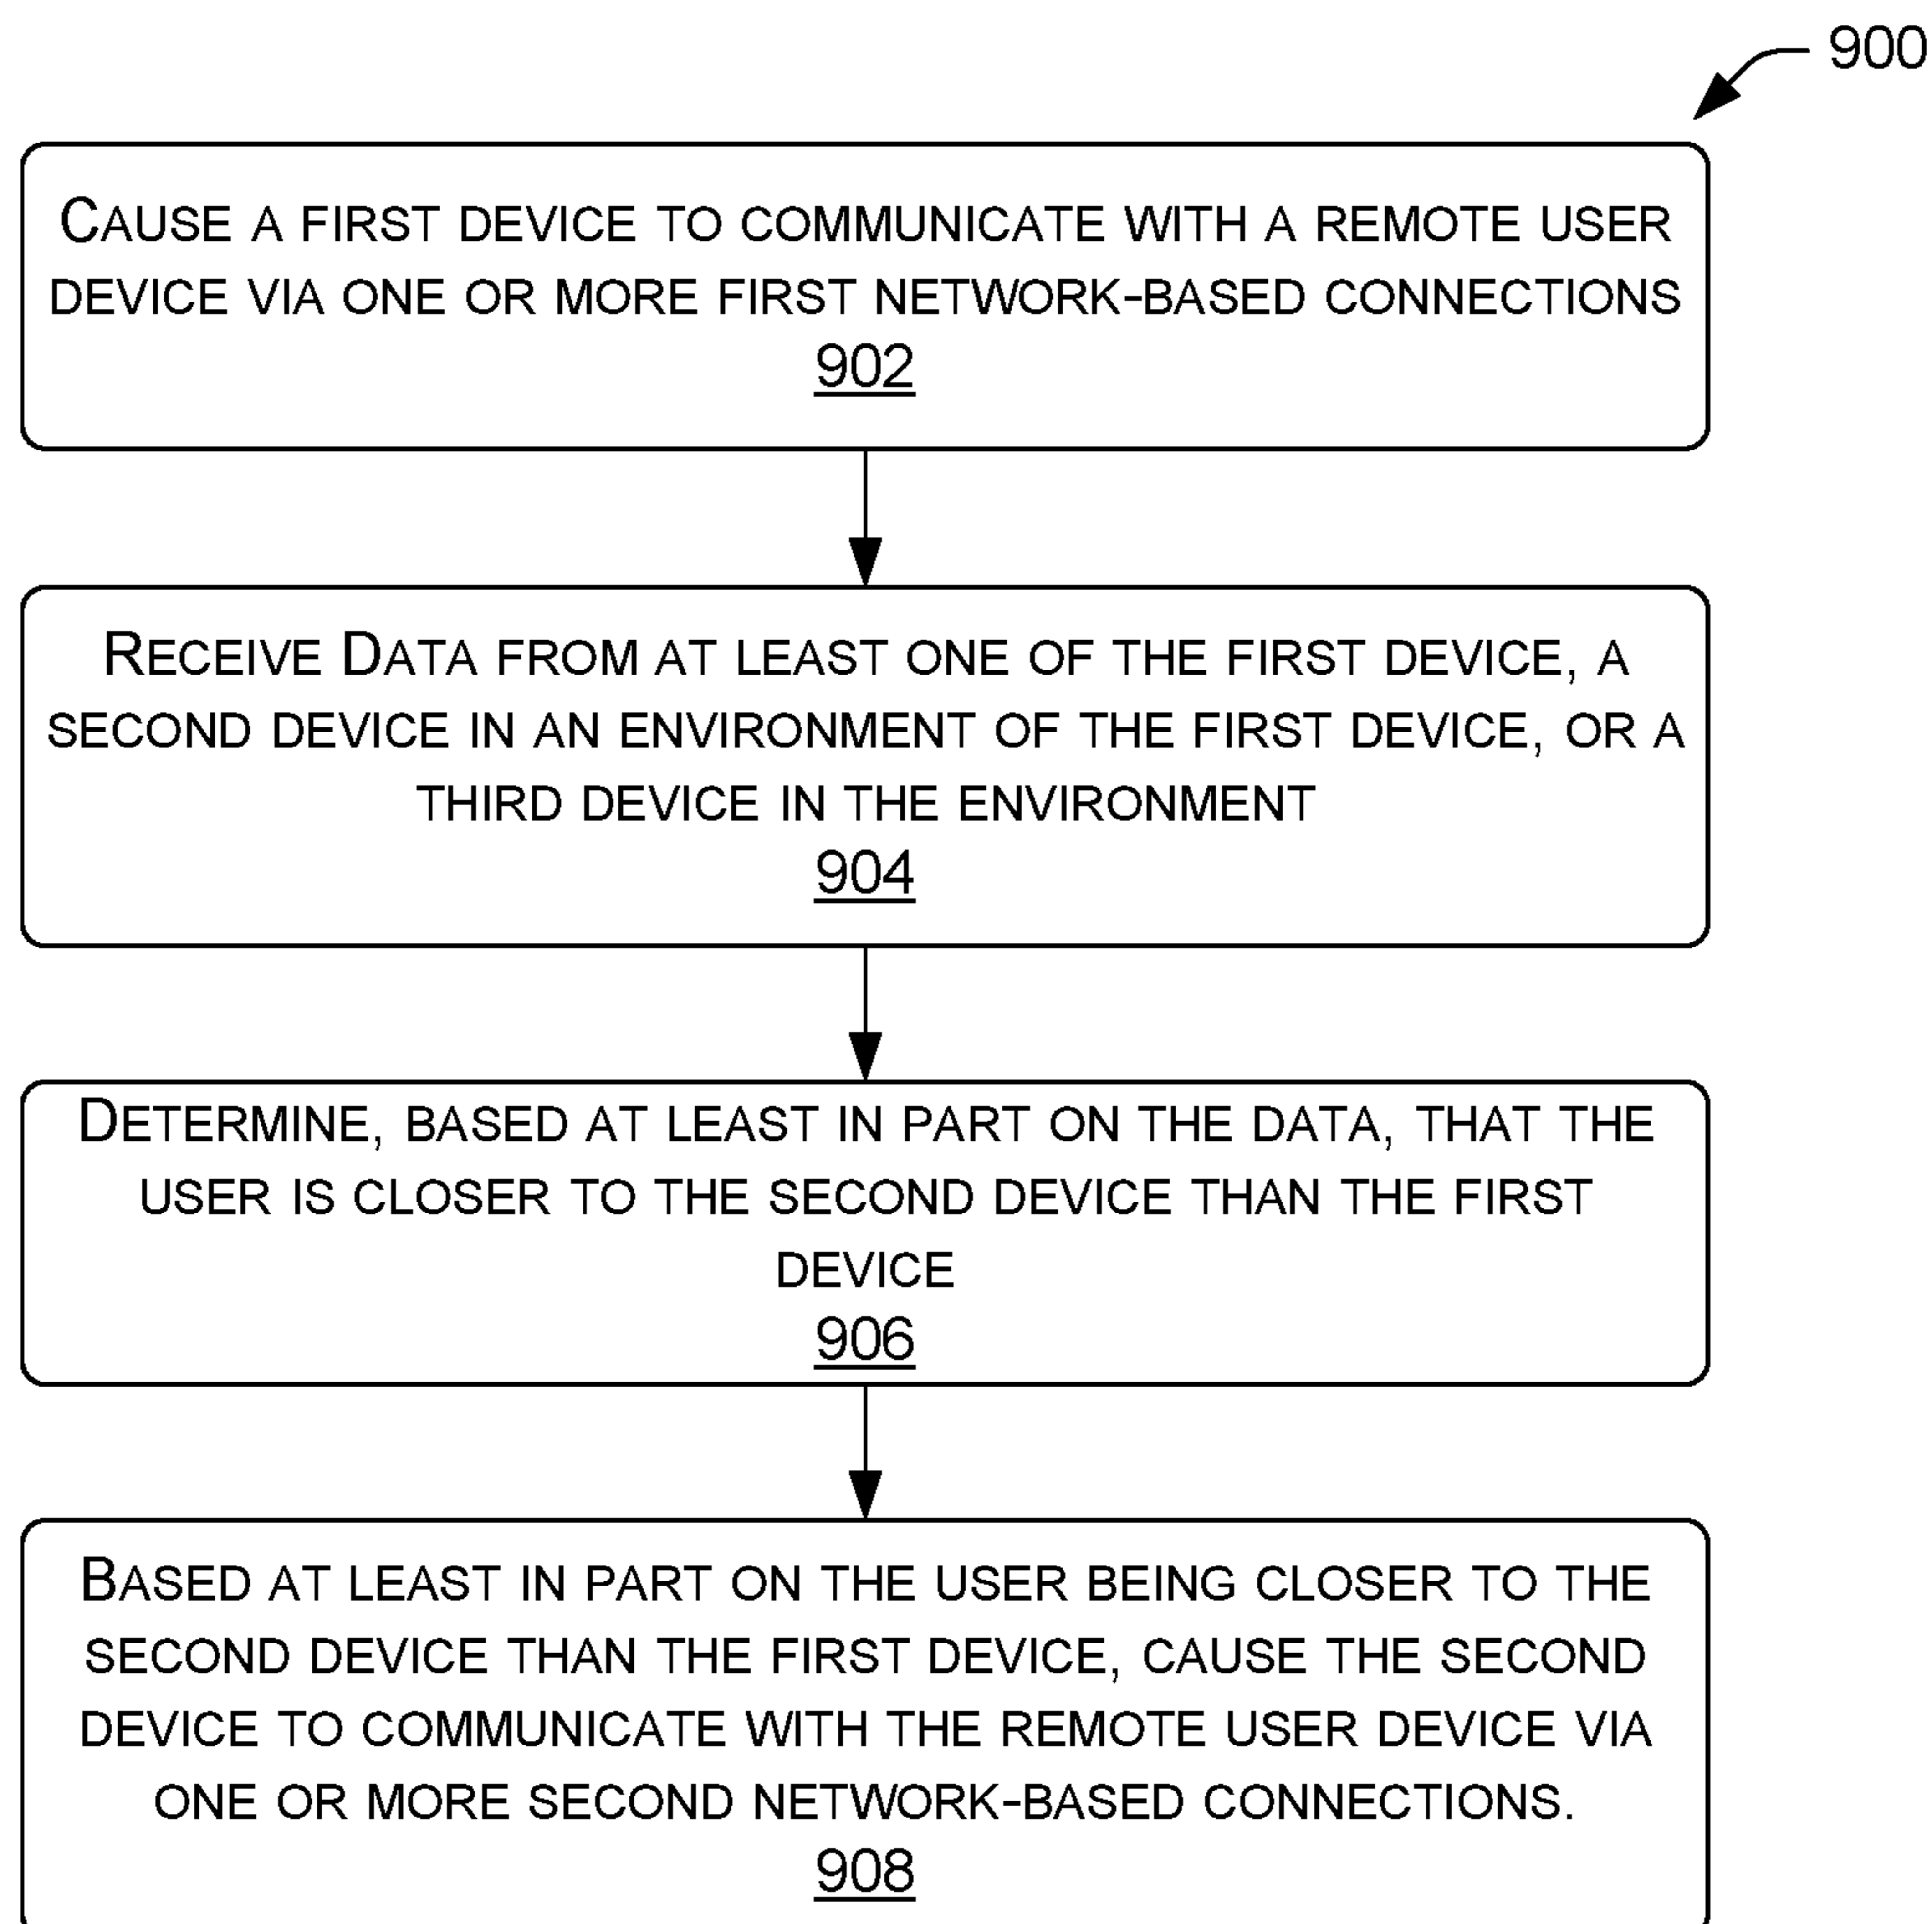 900
CAUSE A FIRST DEVICE TO COMMUNICATE WITH A REMOTE USER
DEVICE VIA ONE OR MORE FIRST NETWORK-BASED CONNECTIONS
902
RECEIVE DATA FROM AT LEAST ONE OF THE FIRST DEVICE, A
SECOND DEVICE IN AN ENVIRONMENT OF THE FIRST DEVICE, OR A
THIRD DEVICE IN THE ENVIRONMENT
904
DETERMINE, BASED AT LEAST IN PART ON THE DATA, THAT THE
USER IS CLOSER TO THE SECOND DEVICE THAN THE FIRST
DEVICE
906
BASED AT LEAST IN PART ON THE USER BEING CLOSER TO THE
SECOND DEVICE THAN THE FIRST DEVICE, CAUSE THE SECOND
DEVICE TO COMMUNICATE WITH THE REMOTE USER DEVICE VIA
ONE OR MORE SECOND NETWORK-BASED CONNECTIONS.
908